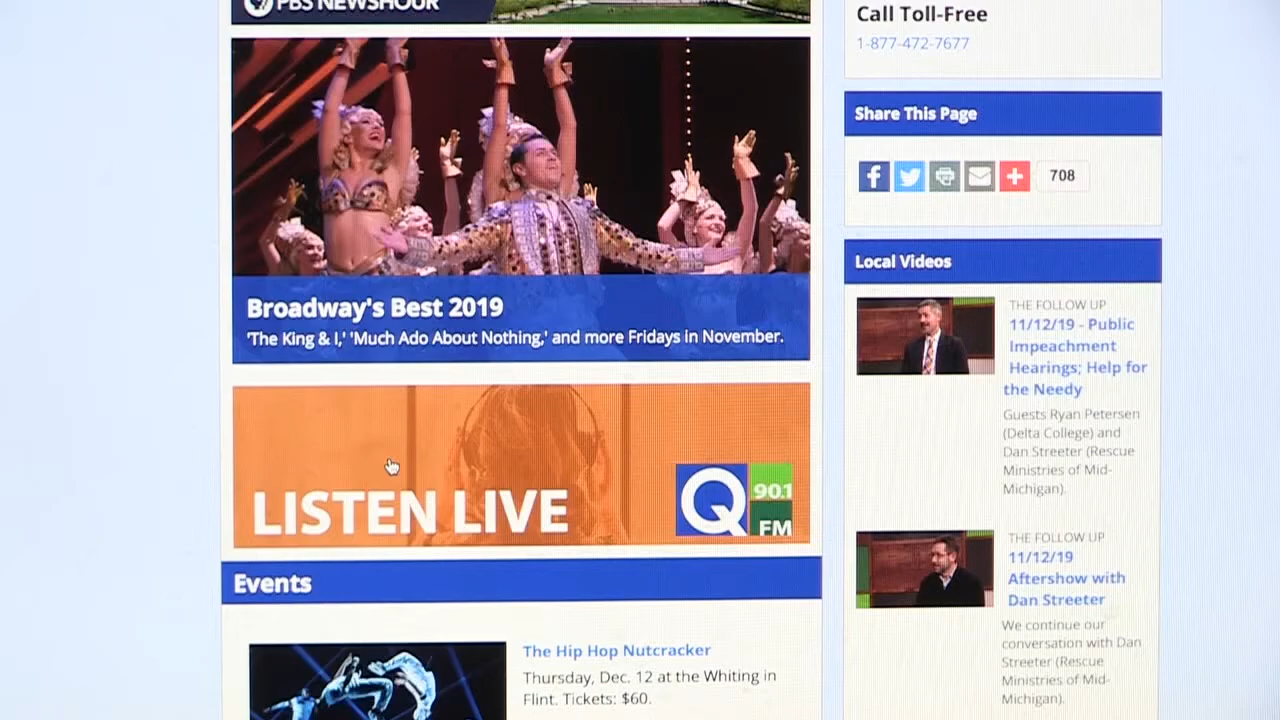 PBS NEWSHOUR
Broadway's Best 2019
'The King & I,' 'Much Ado About Nothing,' and more Fridays in November.
LISTEN LIVE
Q
90.1
FM
Events
The Hip Hop Nutcracker
Thursday, Dec. 12 at the Whiting in
Flint. Tickets: $60.
Call Toll-Free
1-877-472-7677
Share This Page
f
708
Local Videos
THE FOLLOW UP
11/12/19 - Public
Impeachment
Hearings; Help for
the Needy
Guests Ryan Petersen
(Delta College) and
Dan Streeter (Rescue
Ministries of Mid-
Michigan).
THE FOLLOW UP
11/12/19
Aftershow with
Dan Streeter
We continue our
conversation with Dan
Streeter (Rescue
Ministries of Mid-
Michigan).